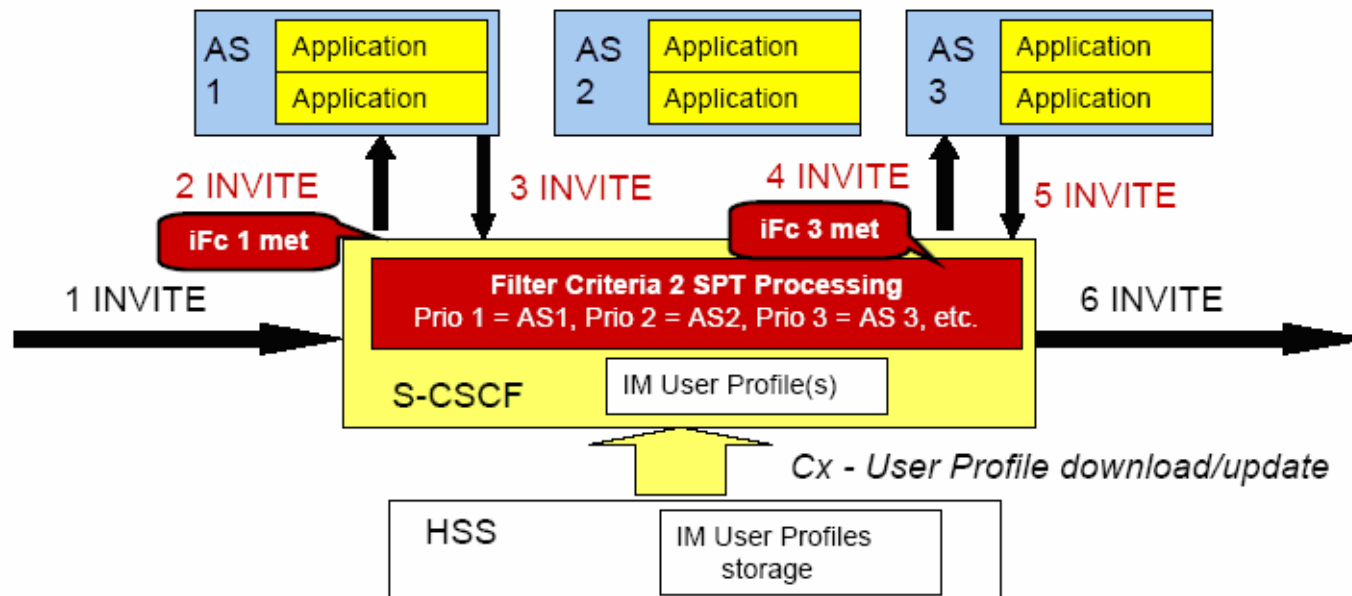 AS
1
Application
Application
AS
2
Application
Application
AS
3
Application
Application
2 INVITE
3 INVITE
4 INVITE
5 INVITE
iFc 1 met
iFc 3 met
1 INVITE
Filter Criteria 2 SPT Processing
Prio 1 = AS1, Prio 2 = AS2, Prio 3 = AS 3, etc.
6 INVITE
S-CSCF
IM User Profile(s)
Cx - User Profile download/update
HSS
IM User Profiles
storage